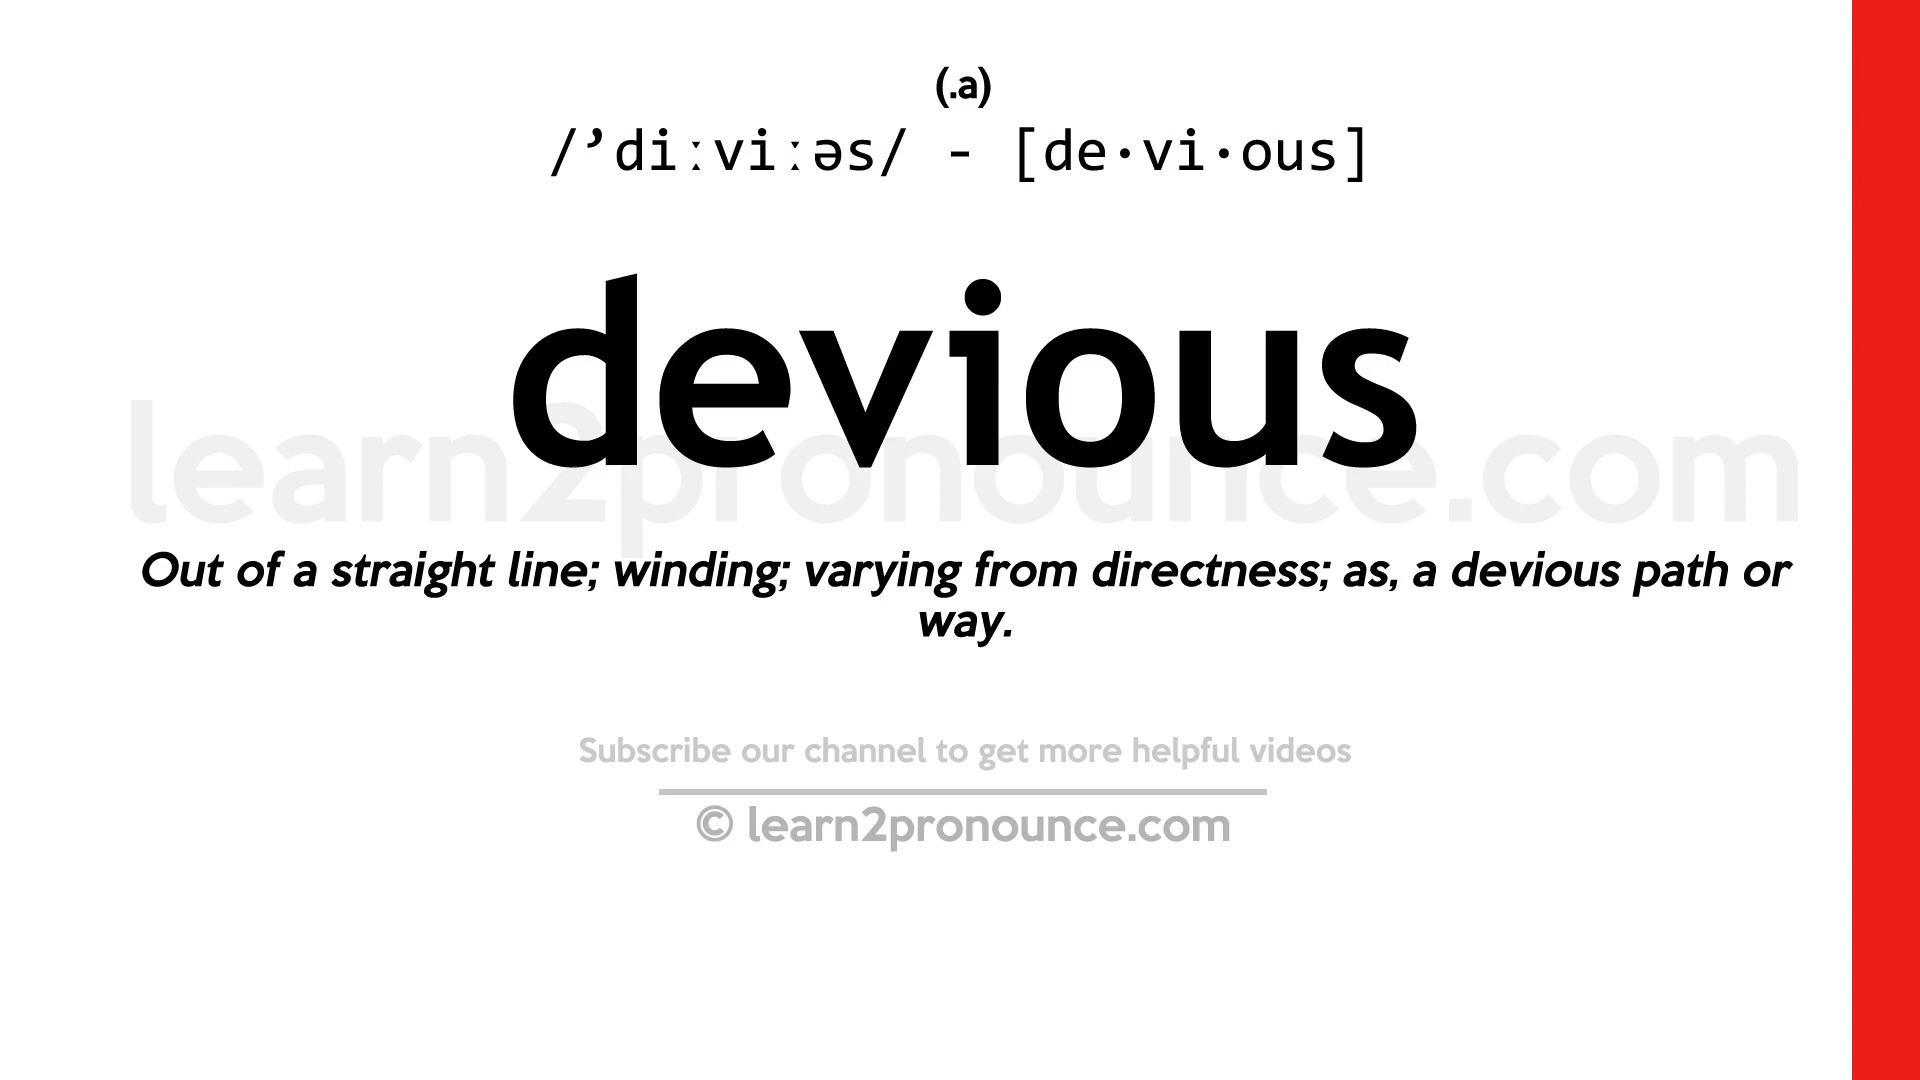 (.a)
/’diːviːəs/ - [de·vi·ous]
devious
learn2pronounce.com
Out of a straight line; winding; varying from directness; as, a devious path or
way.
Subscribe our channel to get more helpful videos
© learn2pronounce.com